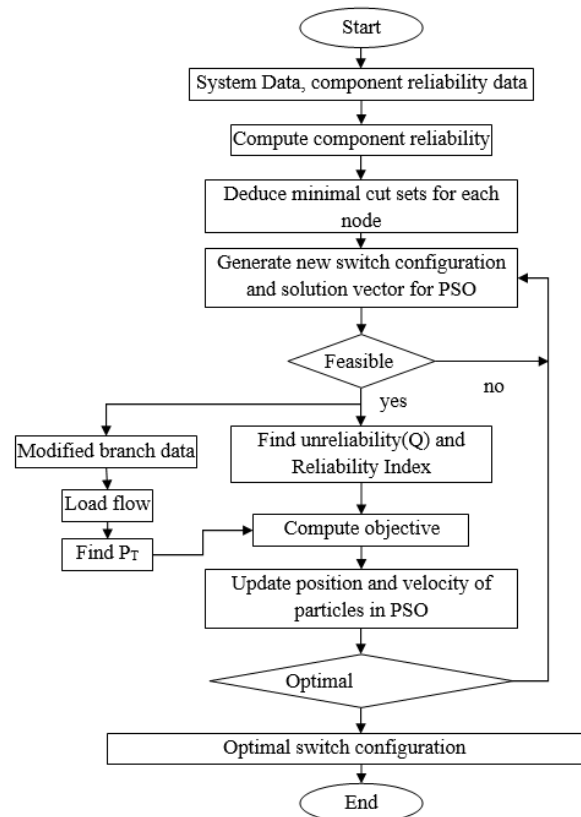 Start
System Data, component reliability data
Compute component reliability
Deduce minimal cut sets for each
node
Generate new switch configuration
and solution vector for PSO
Feasible
no
yes
Modified branch data
Find unreliability(Q) and
Reliability Index
Load flow
Compute objective
Find PT
Update position and velocity of
particles in PSO
Optimal
Optimal switch configuration
End